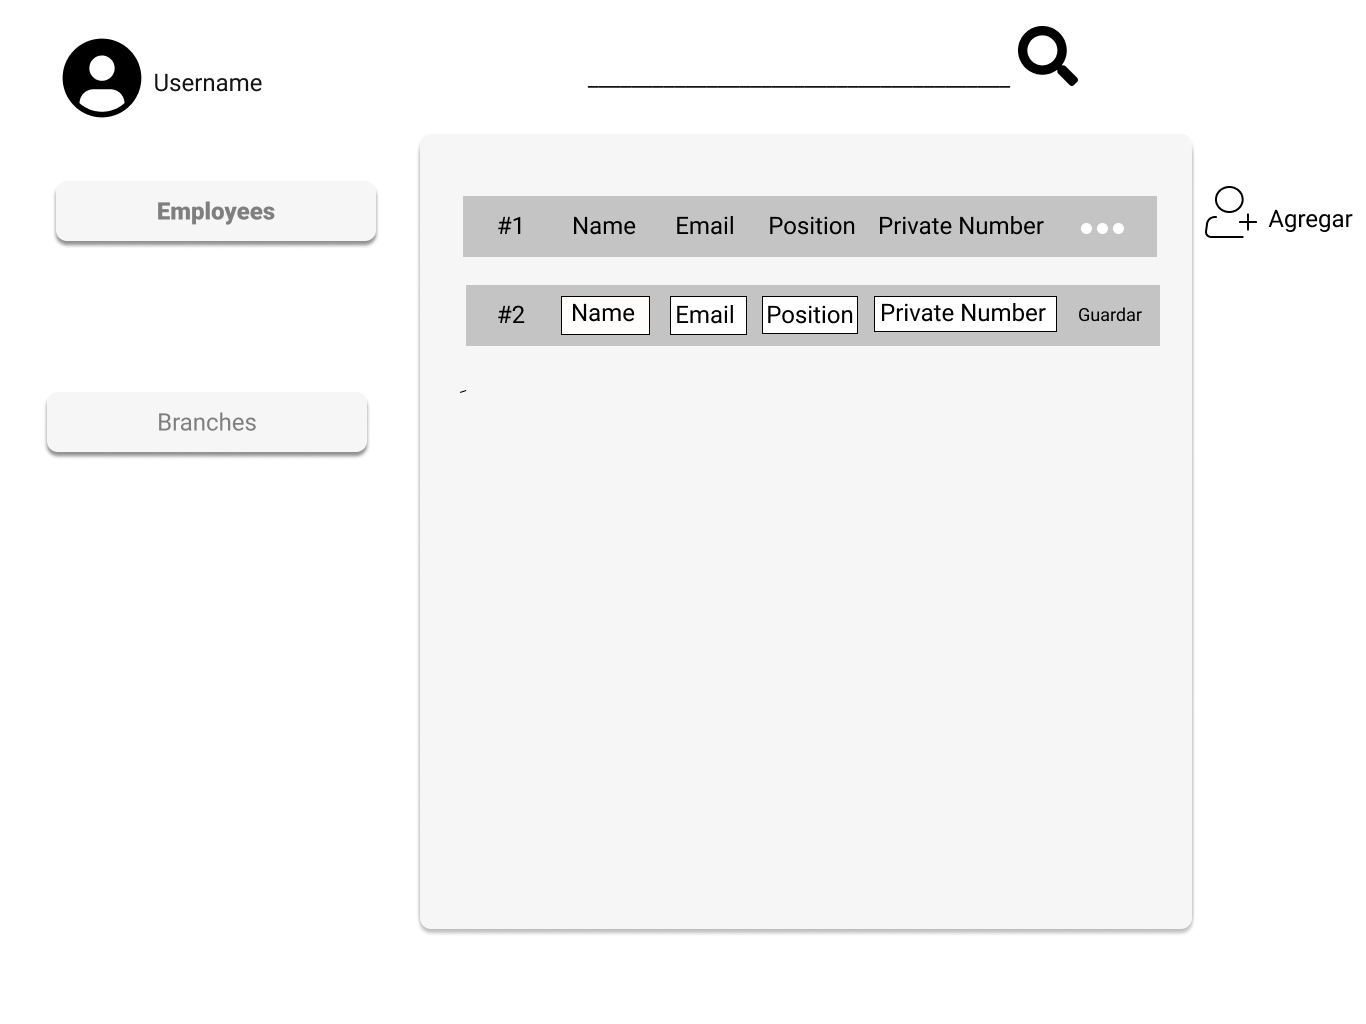 Username
Employees
#1 Name Email Position Private Number
Agregar
#2 Name Email Position Private Number Guardar
Branches